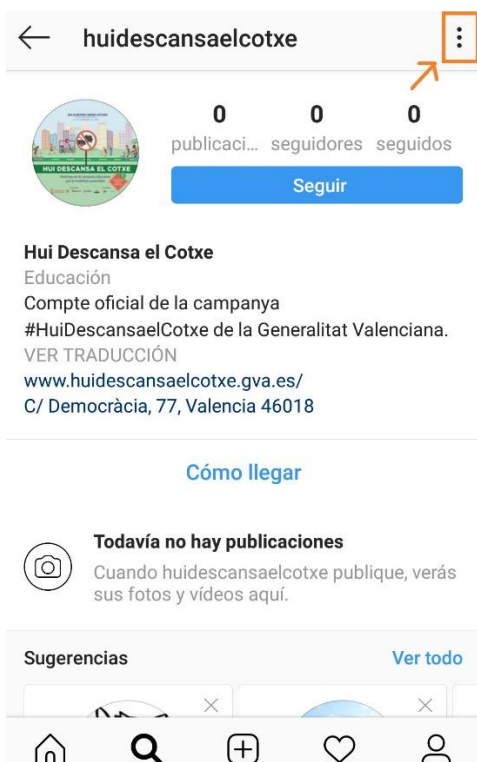 huidescansaelcotxe
0 0 0
publicaci... seguidores seguidos
Seguir
HUI DESCANSA EL COTXE
Hui Descansa el Cotxe
Educación
Compte oficial de la campanya
#HuiDescansaelCotxe de la Generalitat Valenciana.
VER TRADUCCIÓN
www.huidescansaelcotxe.gva.es/
C/ Democràcia, 77, Valencia 46018
Cómo llegar
Todavía no hay publicaciones
Cuando huidescansaelcotxe publique, verás
sus fotos y vídeos aquí.
Sugerencias Ver todo